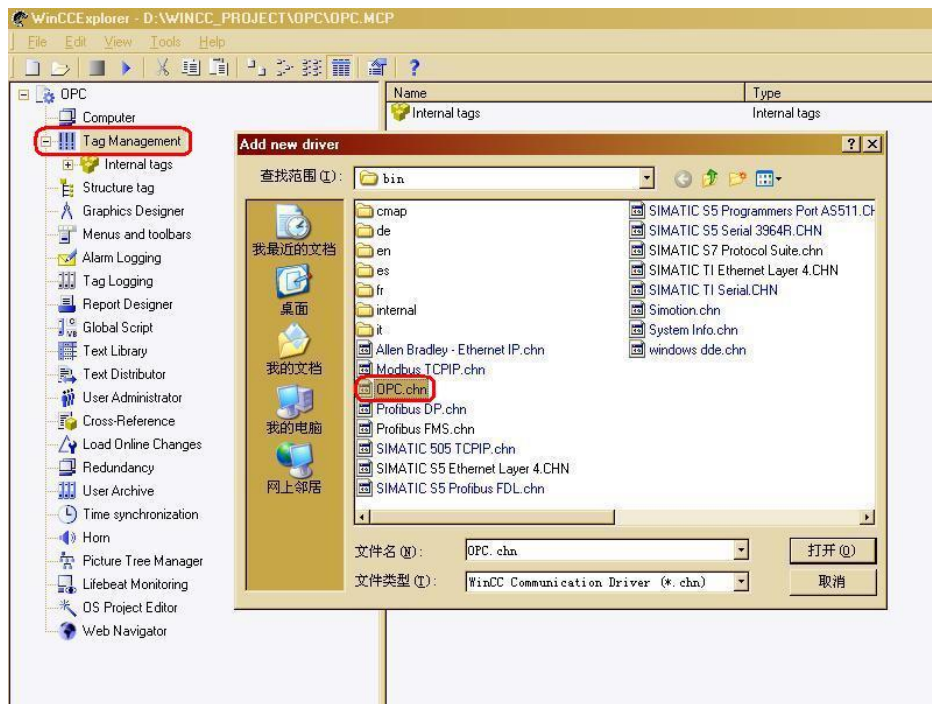 WinCCExplorer - D:\WINCC_PROJECT\OPC\OPC.MCP
File Edit View Tools Help
OPC
Computer
Tag Management
Internal tags
Structure tag
Graphics Designer
Menus and toolbars
Alarm Logging
Tag Logging
Report Designer
Global Script
Text Library
Text Distributor
User Administrator
Cross-Reference
Load Online Changes
Redundancy
User Archive
Time synchronization
Horn
Picture Tree Manager
Lifebeat Monitoring
OS Project Editor
Web Navigator
Name Type
Internal tags Internal tags
Add new driver
查找范围(I): bin
我最近的文档
桌面
我的文档
我的电脑
网上邻居
cmap
de
en
es
fr
internal
it
Allen Bradley - Ethernet IP.chn
Modbus TCPIP.chn
OPC.chn
Profibus DP.chn
Profibus FMS.chn
SIMATIC 505 TCPIP.chn
SIMATIC S5 Ethernet Layer 4.CHN
SIMATIC S5 Profibus FDL.chn
SIMATIC S5 Programmers Port AS511.CH
SIMATIC S5 Serial 3964R.CHN
SIMATIC S7 Protocol Suite.chn
SIMATIC TI Ethernet Layer 4.CHN
SIMATIC TI Serial.CHN
Simotion.chn
System Info.chn
windows dde.chn
文件名(N): OPC.chn 打开(O)
文件类型(T): WinCC Communication Driver (*.chn) 取消